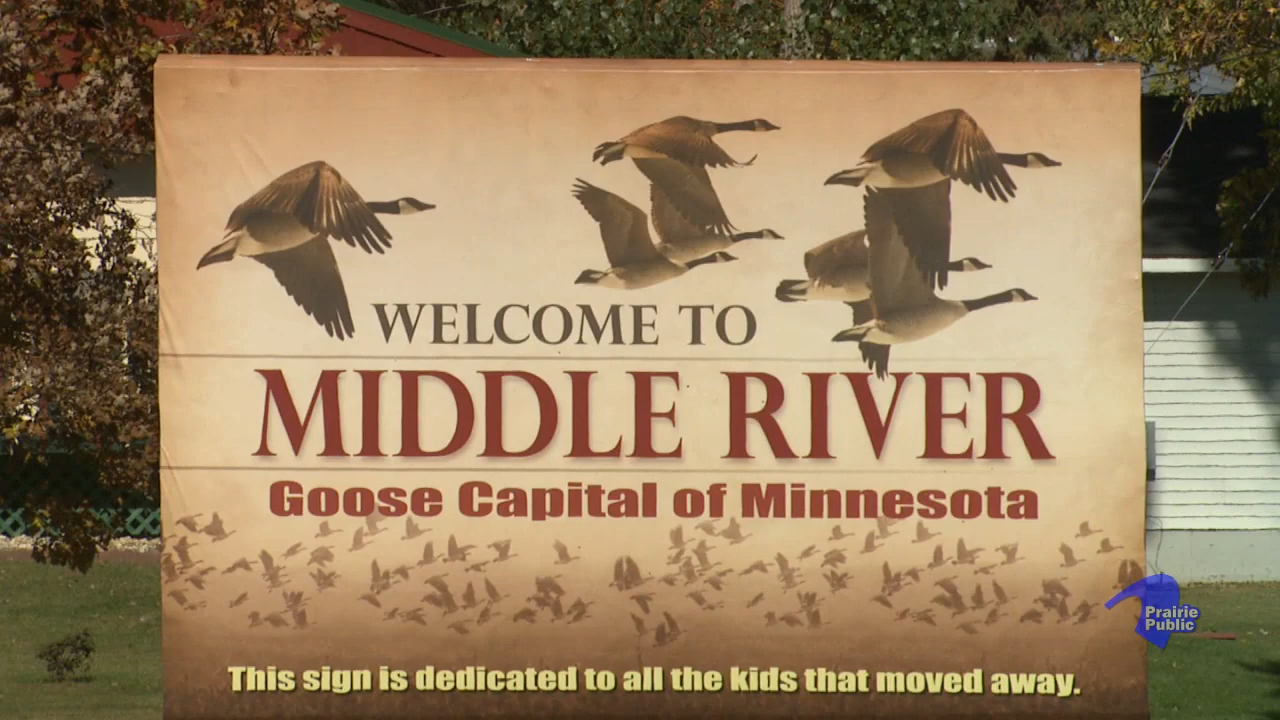 WELCOME TO
MIDDLE RIVER
Goose Capital of Minnesota
This sign is dedicated to all the kids that moved away.
Prairie
Public